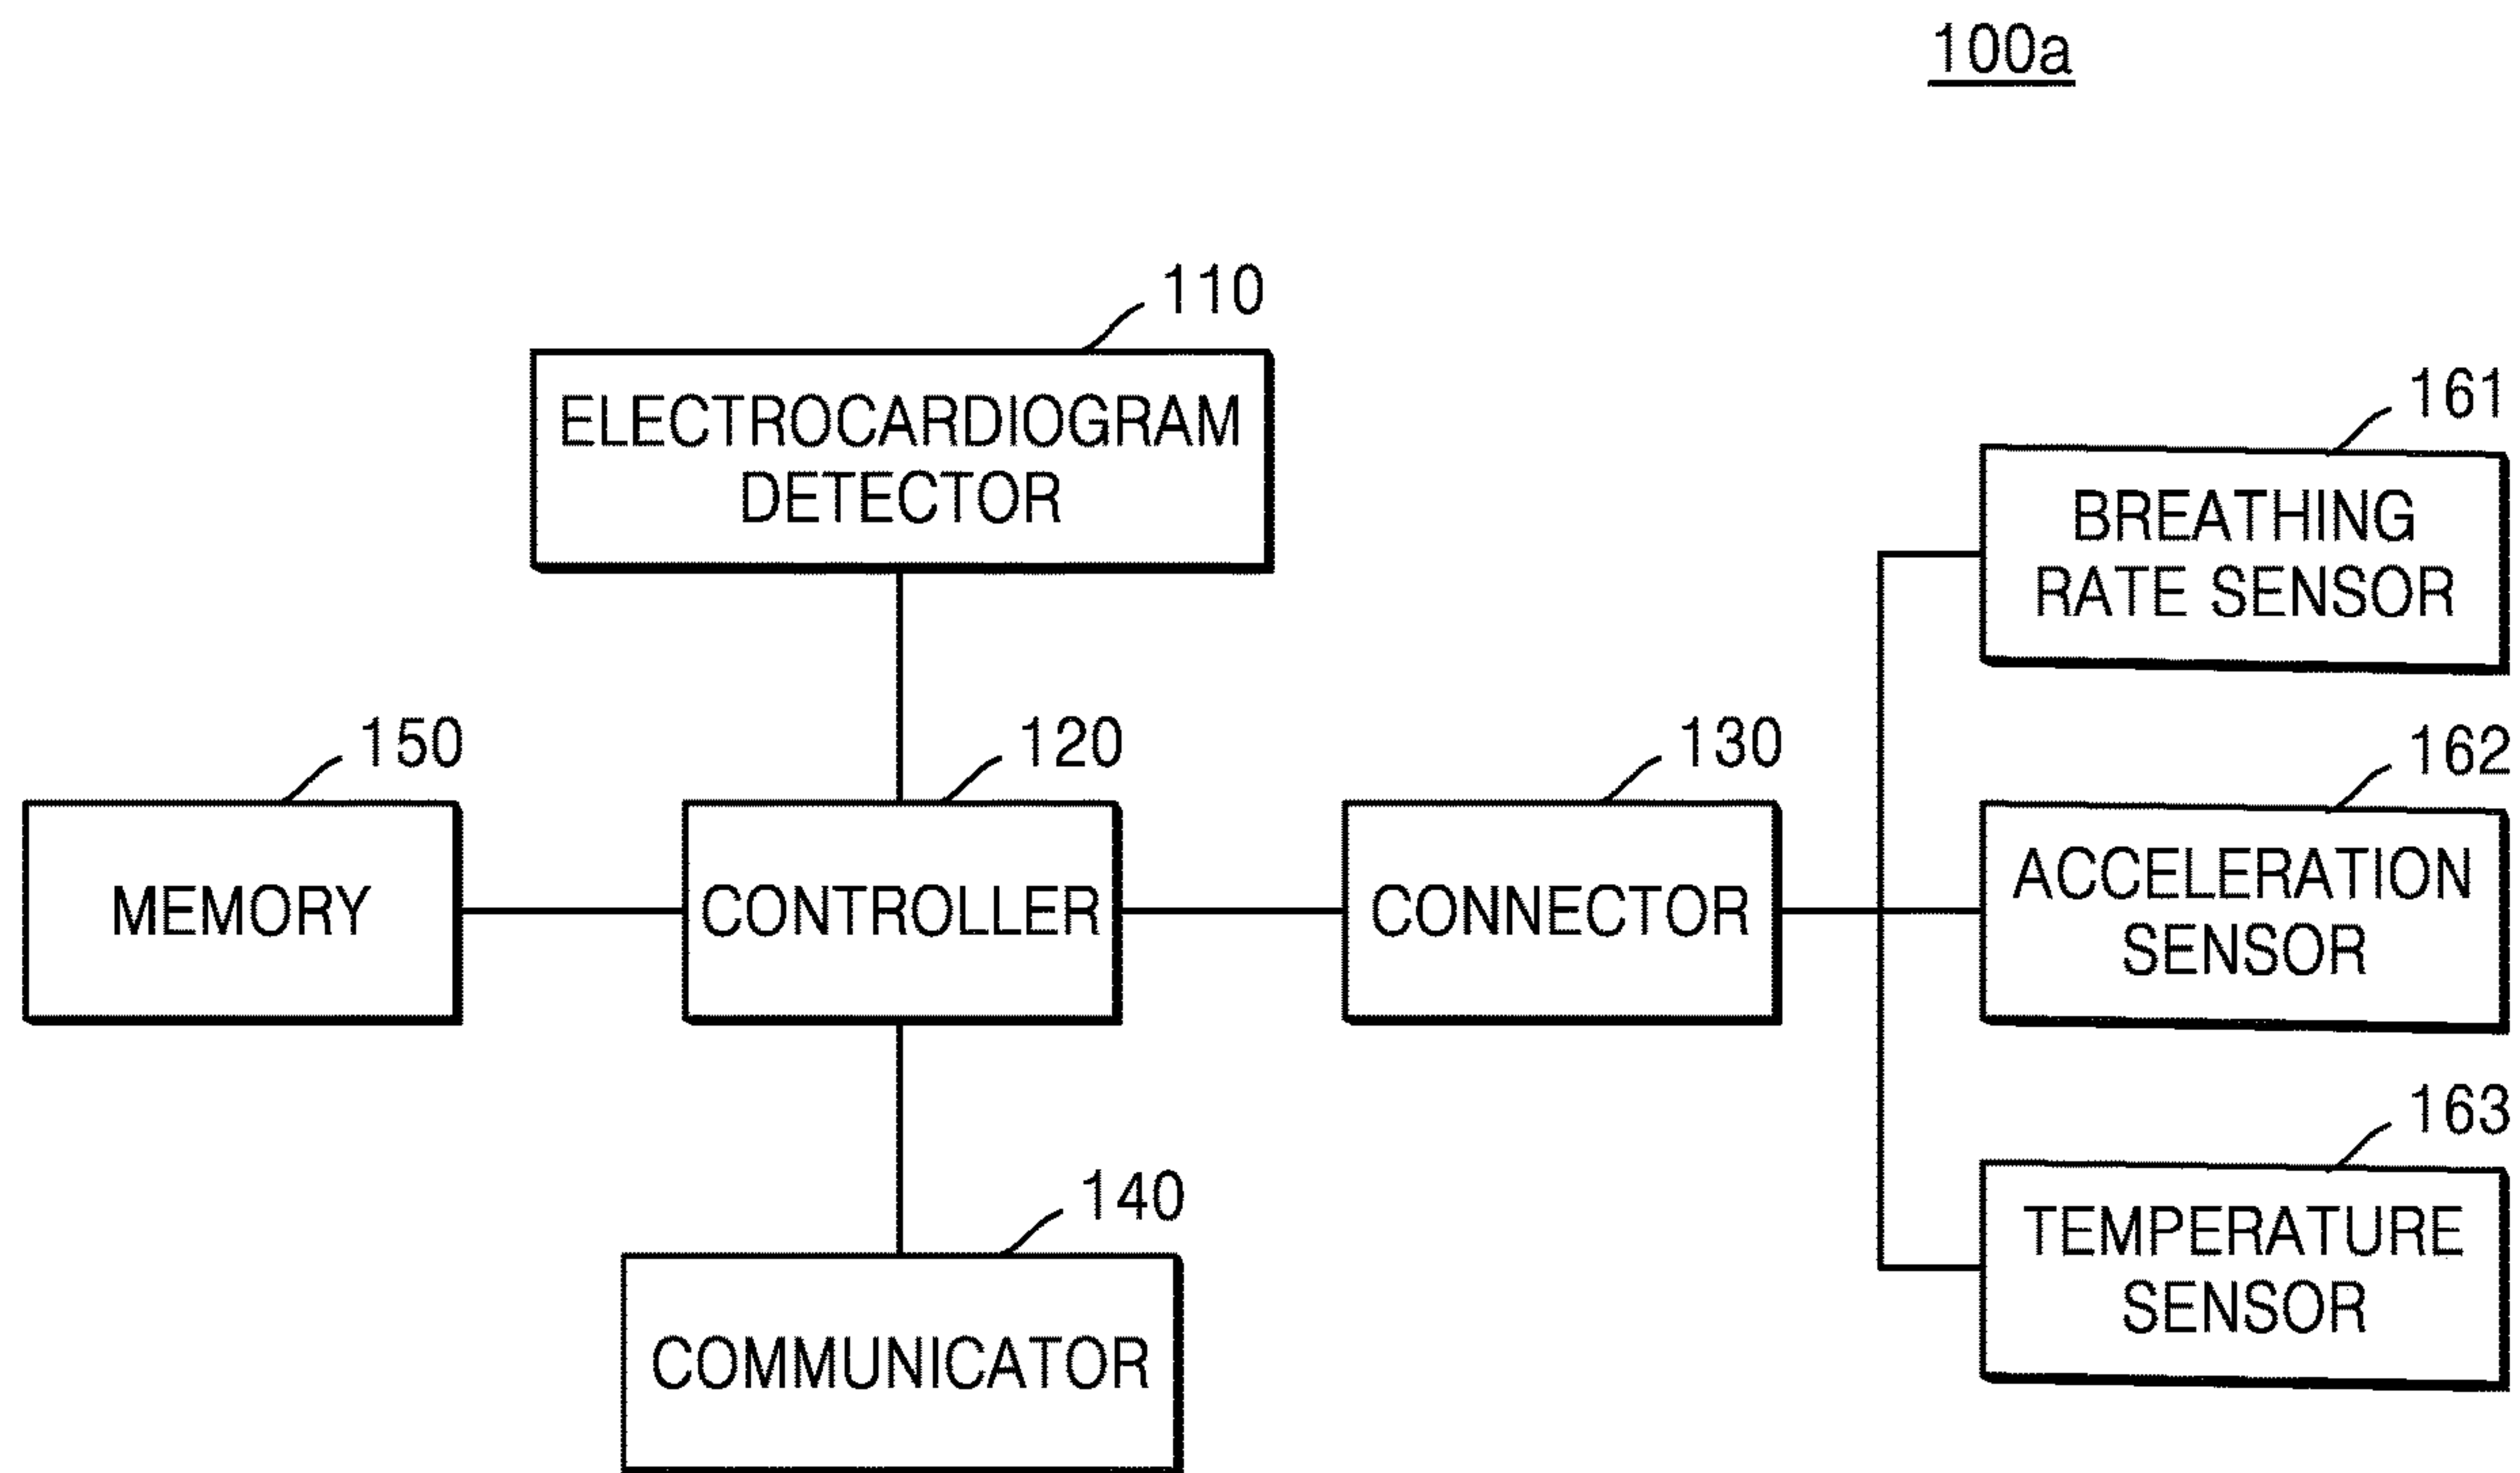 100a
110
ELECTROCARDIOGRAM
DETECTOR
161
BREATHING
RATE SENSOR
150
MEMORY
120
CONTROLLER
130
CONNECTOR
162
ACCELERATION
SENSOR
140
COMMUNICATOR
163
TEMPERATURE
SENSOR